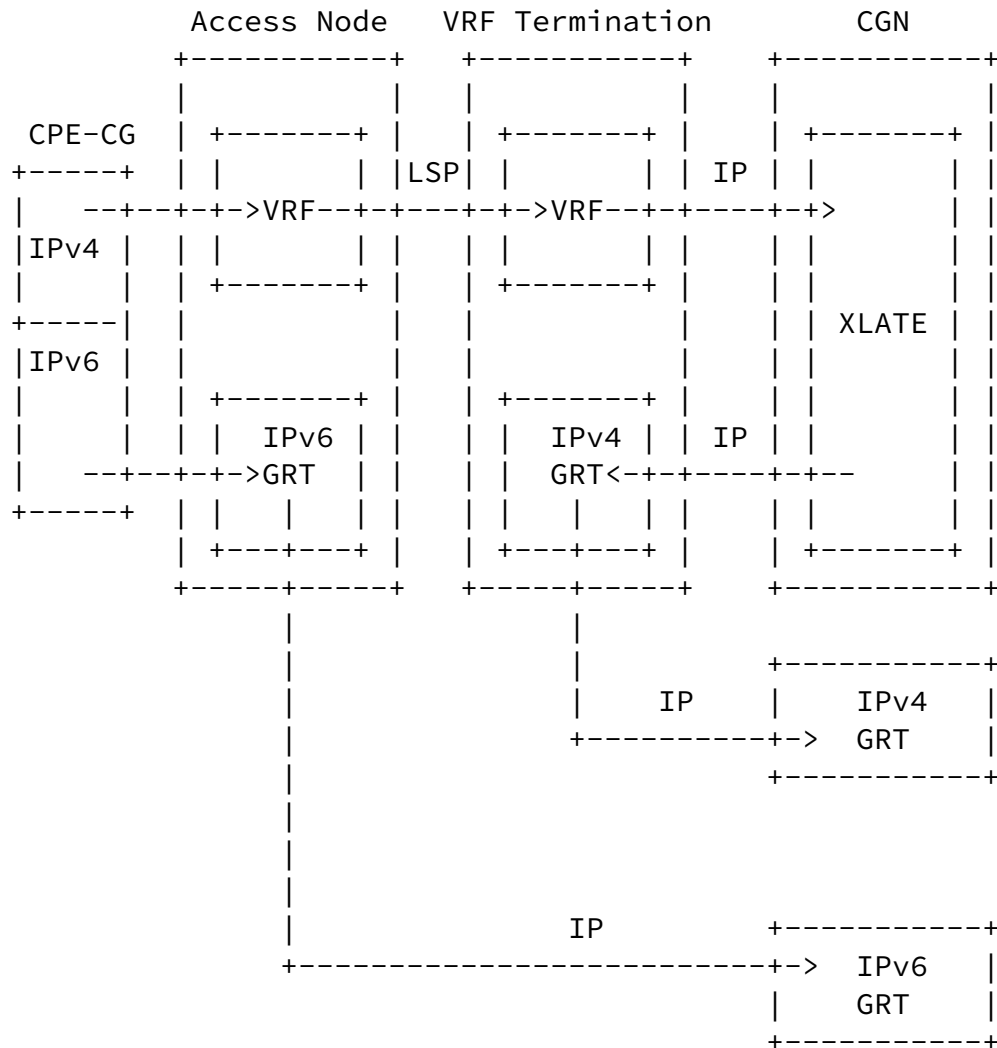 Access Node VRF Termination CGN
CPE-CG
LSP IP
VRF VRF
IPv4
XLATE
IPv6
IPv6 IPv4 IP
GRT GRT
IP IPv4
GRT
IP
IPv6
GRT